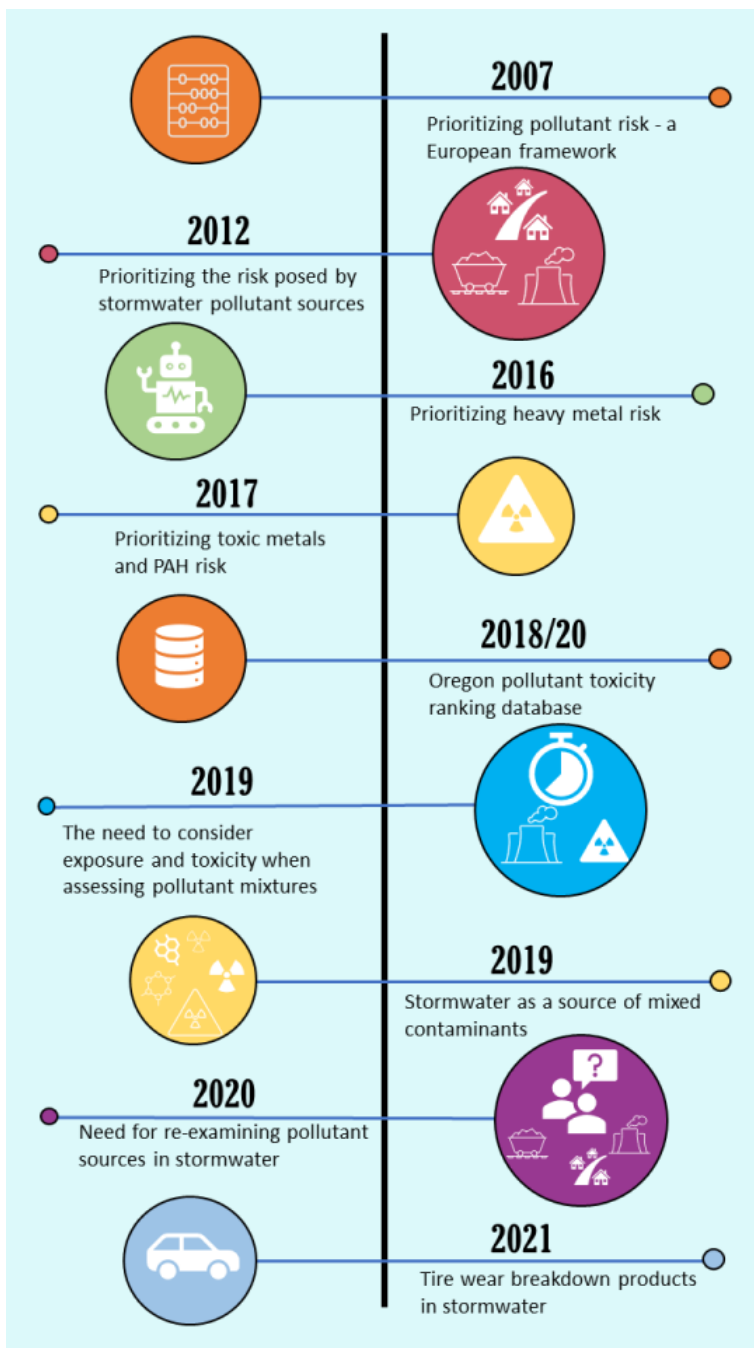 2007
Prioritizing pollutant risk - a
European framework
2012
Prioritizing the risk posed by
stormwater pollutant sources
2016
Prioritizing heavy metal risk
2017
Prioritizing toxic metals
and PAH risk
2018/20
Oregon pollutant toxicity
ranking database
2019
The need to consider
exposure and toxicity when
assessing pollutant mixtures
2019
Stormwater as a source of mixed
contaminants
?
2020
Need for re-examining pollutant
sources in stormwater
2021
Tire wear breakdown products
in stormwater